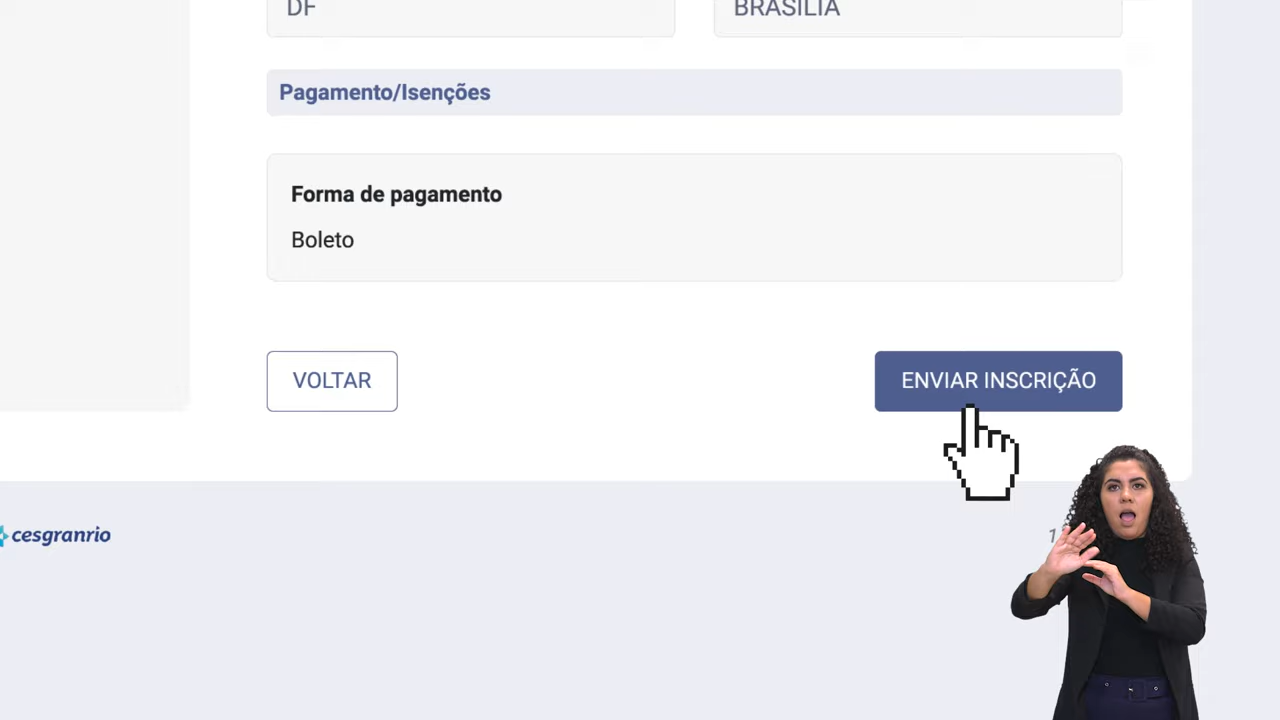 DF
BRASILIA
Pagamento/Isenções
Forma de pagamento
Boleto
VOLTAR
ENVIAR INSCRIÇÃO
cesgranrio